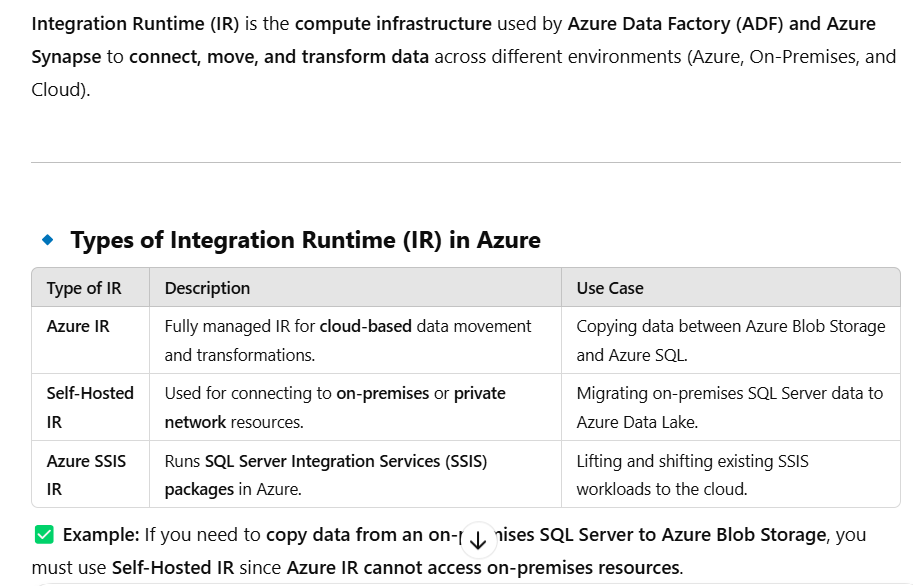 Integration Runtime (IR) is the compute infrastructure used by Azure Data Factory (ADF) and Azure
Synapse to connect, move, and transform data across different environments (Azure, On-Premises, and
Cloud).
Types of Integration Runtime (IR) in Azure
Type of IR Description Use Case
Azure IR Fully managed IR for cloud-based data movement Copying data between Azure Blob Storage
and transformations. and Azure SQL.
Self-Hosted Used for connecting to on-premises or private Migrating on-premises SQL Server data to
IR network resources. Azure Data Lake.
Azure SSIS Runs SQL Server Integration Services (SSIS) Lifting and shifting existing SSIS
IR packages in Azure. workloads to the cloud.
Example: If you need to copy data from an SQL Server to Azure Blob Storage, you
must use Self-Hosted IR since Azure IR cannot access on-premises resources.